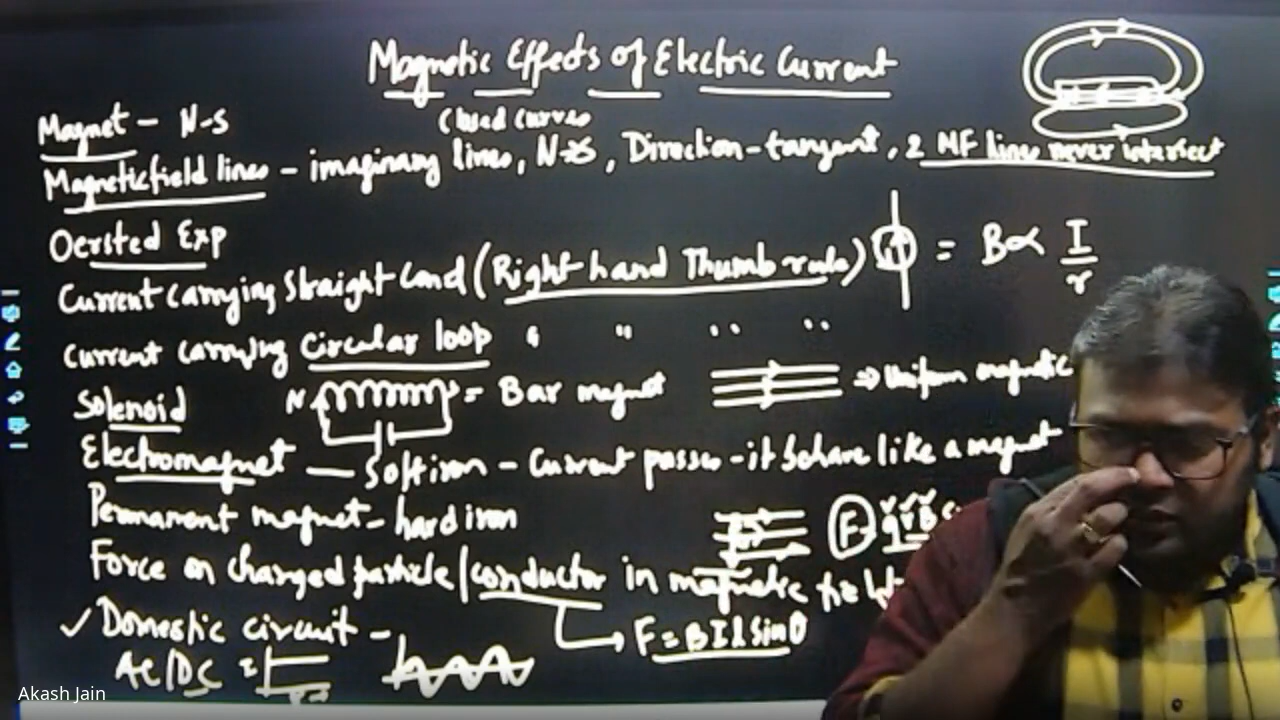 Magnetic Effects of Electric Current
Magnet - N-S
Closed curves
Magnetic field lines - imaginary lines, N→S, Direction - tangent, 2 MF lines never intersect
Oersted Exp
Current carrying straight cond (Right hand Thumb rule) = B∝ I/r
Current carrying Circular loop " " " "
Solenoid N S = Bar magnet ⇒ Uniform magnetic
Electromagnet — Soft iron - Current passes - it behave like a magnet
Permanent magnet - hard iron
F= qvB
Force on charged particle/conductor in magnetic field
✓ Domestic circuit - F = BIl Sinθ
AC/DC =
Akash Jain